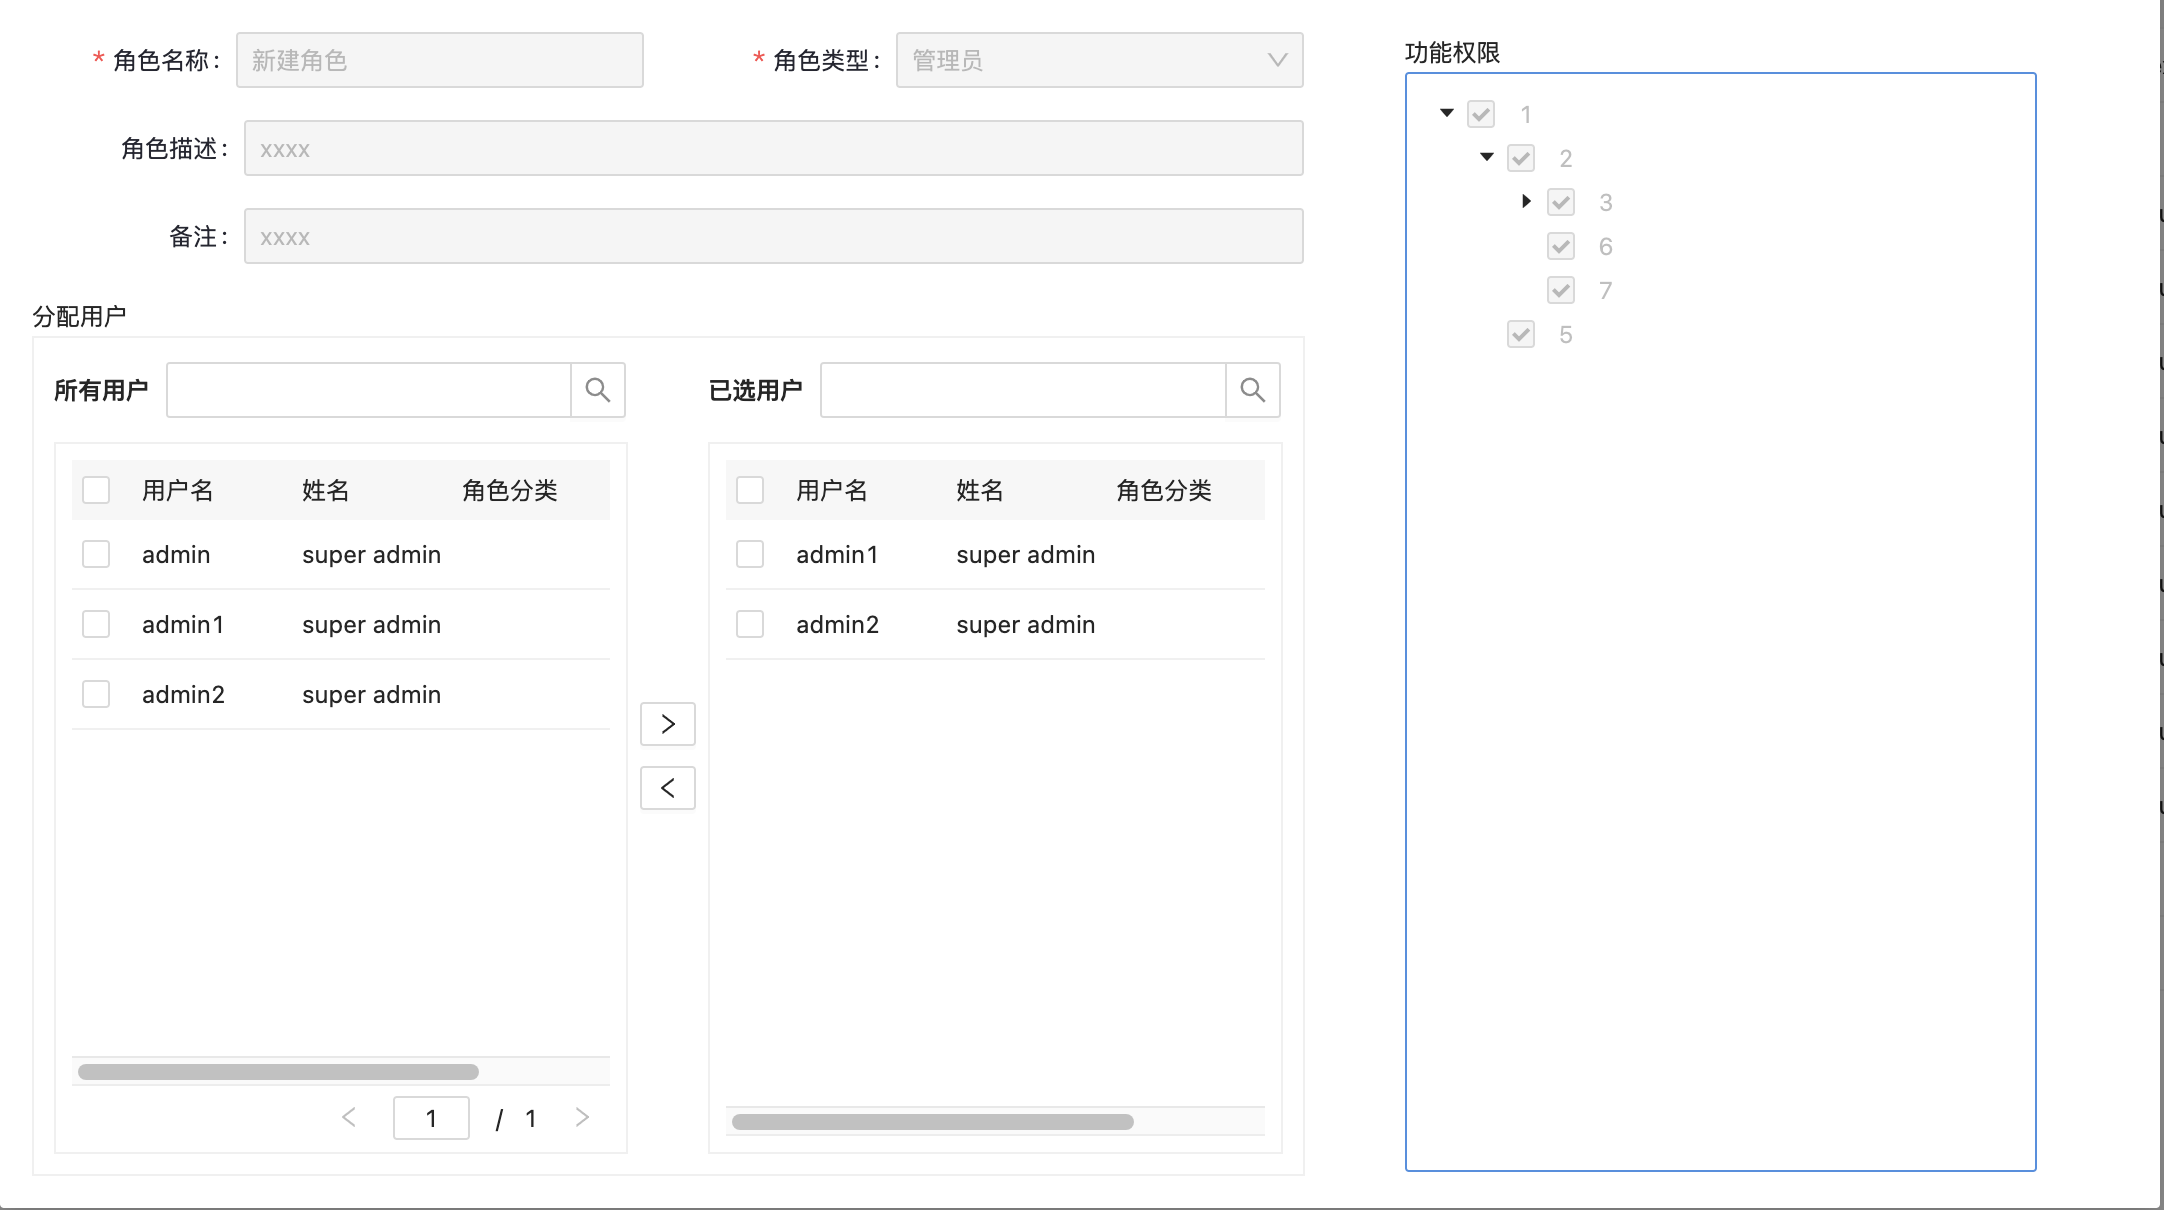 * 角色名称 :
新建角色
* 角色类型 :
管理员
角色描述 :
xxxx
备注 :
xxxx
分配用户
所有用户
用户名 姓名 角色分类
admin super admin
admin1 super admin
admin2 super admin
1 / 1
已选用户
用户名 姓名 角色分类
admin1 super admin
admin2 super admin
功能权限
1
2
3
6
7
5